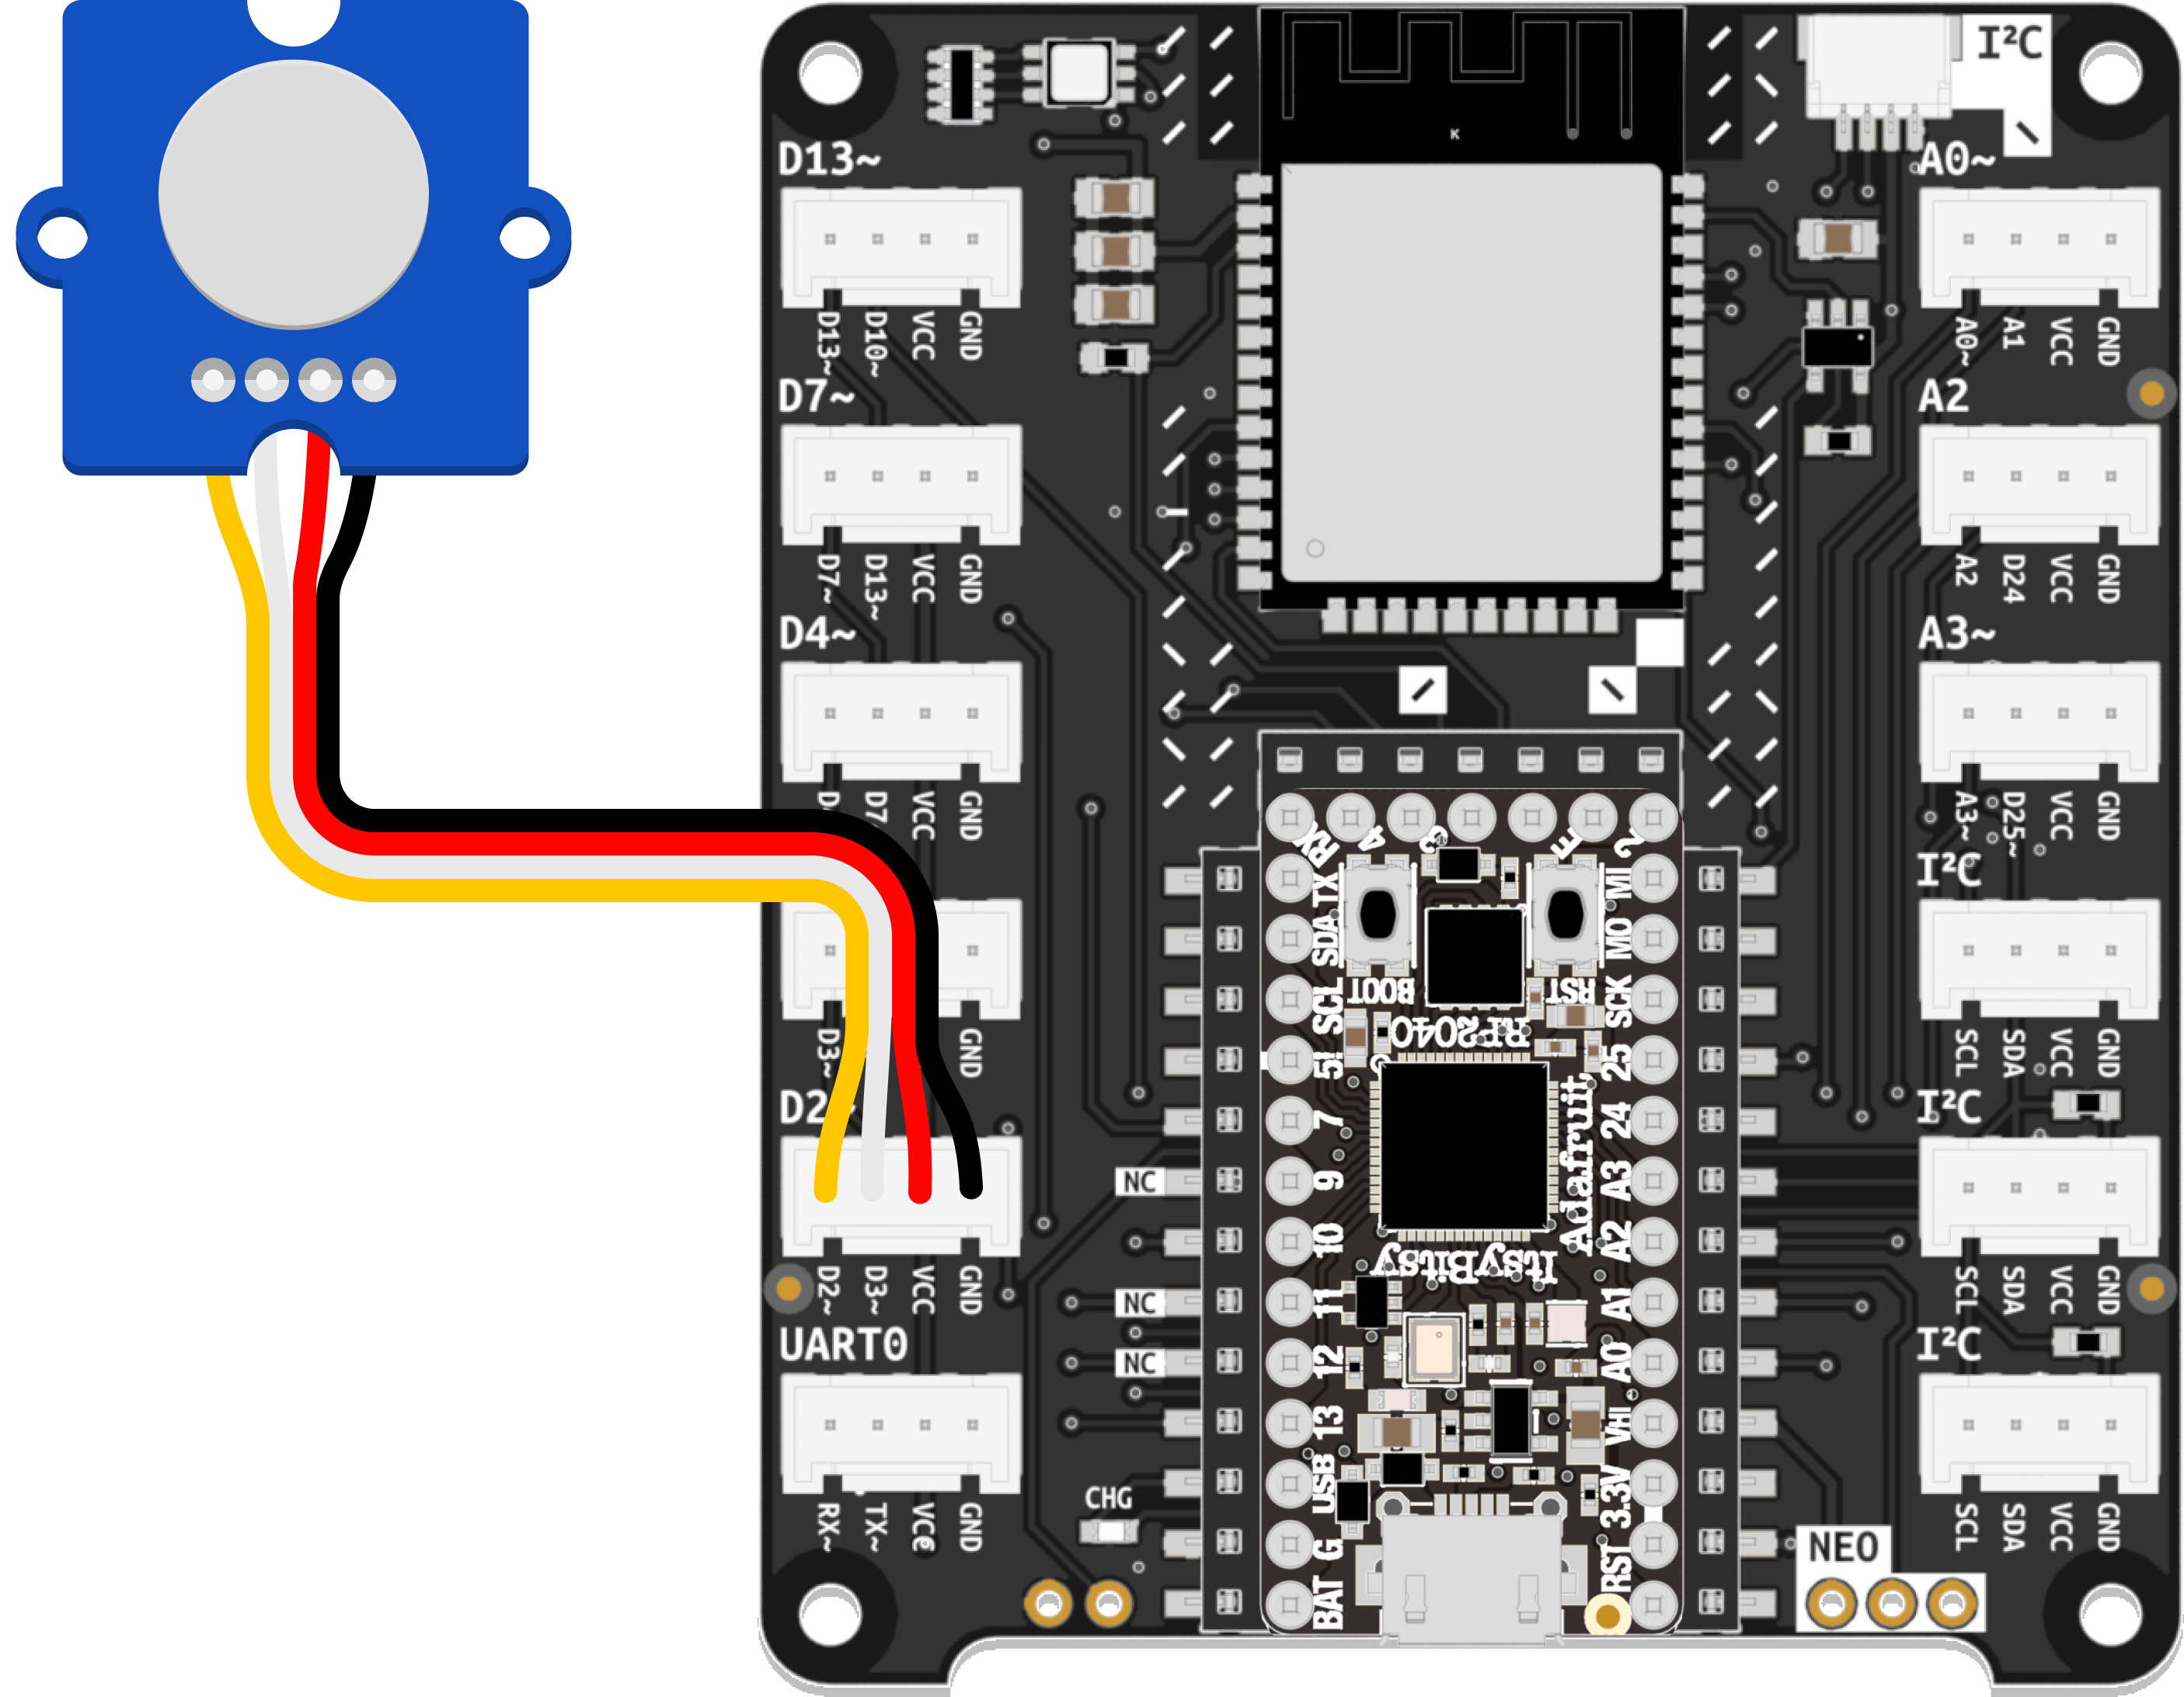 I²C
K
D13~
D13~
D10~
VCC
GND
A0~
A0~
A1
VCC
GND
D7~
D7~
D13~
VCC
GND
A2
A2
D24
VCC
GND
D4~
D7
VCC
GND
A3~
A3~
D25~
VCC
GND
D3~
GND
I²C
SCL
SDA
VCC
GND
D2~
D2~
D3~
VCC
GND
I²C
SCL
SDA
VCC
GND
UART0
RX~
TX~
VCC
GND
I²C
SCL
SDA
VCC
GND
NC
NC
NC
CHG
NEO
RX
4
3
F
2
TX
SDA
SCL
5!
7
9
10
11
12
13
USB
G
BAT
MI
MO
SCK
25
24
A3
A2
A1
A0
VHI
3.3V
RST
BOOT
RST
RP2040
Adafruit
ItsyBitsy